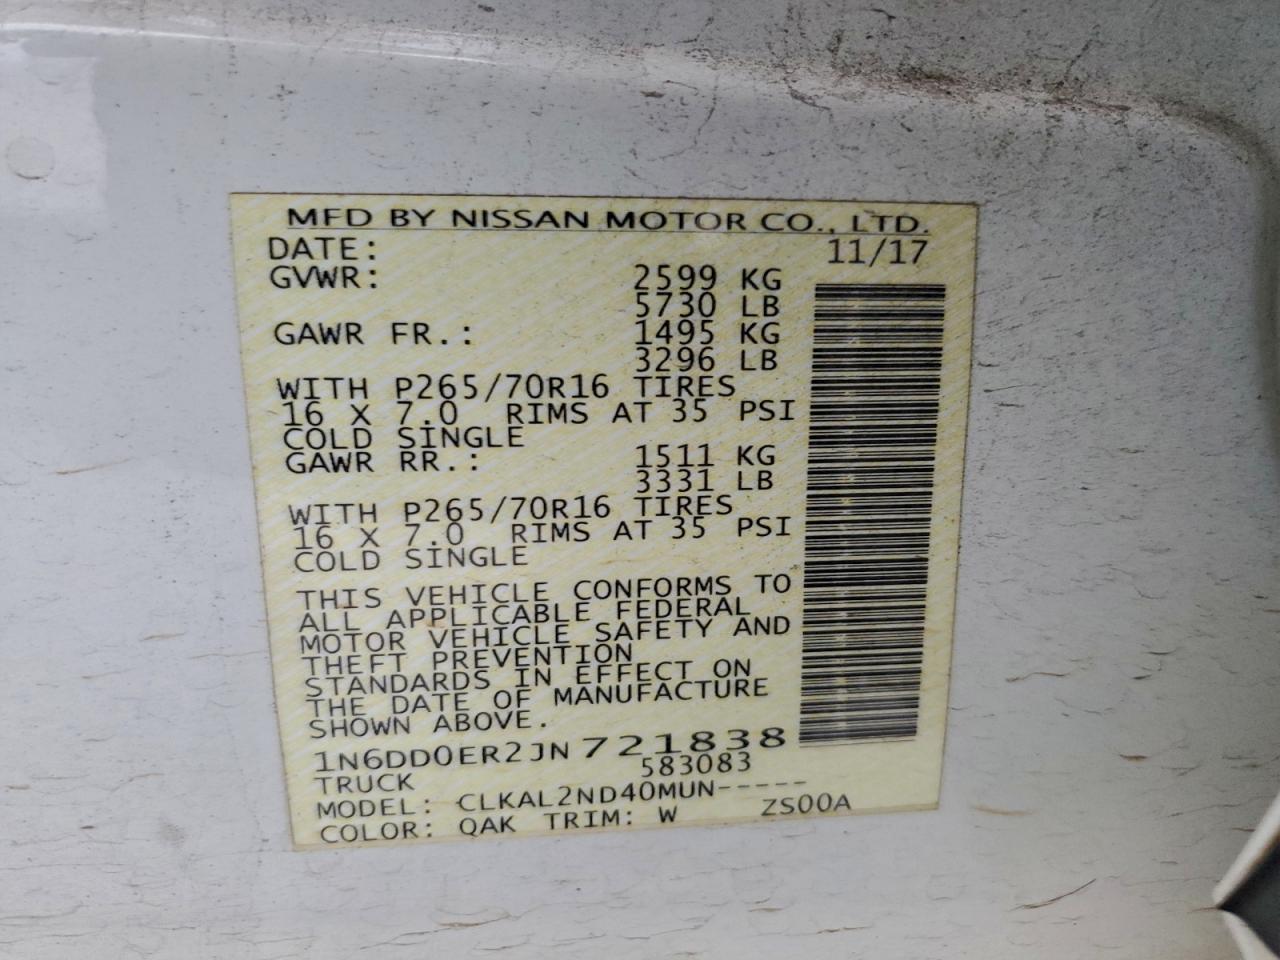 MFD BY NISSAN MOTOR CO., LTD.
DATE: 11/17
GVWR: 2599 KG
5730 LB
GAWR FR.: 1495 KG
3296 LB
WITH P265/70R16 TIRES
16 X 7.0 RIMS AT 35 PSI
COLD SINGLE
GAWR RR.: 1511 KG
3331 LB
WITH P265/70R16 TIRES
16 X 7.0 RIMS AT 35 PSI
COLD SINGLE
THIS VEHICLE CONFORMS TO
ALL APPLICABLE FEDERAL
MOTOR VEHICLE SAFETY AND
THEFT PREVENTION
STANDARDS IN EFFECT ON
THE DATE OF MANUFACTURE
SHOWN ABOVE.
1N6DD0ER2JN721838
TRUCK 583083
MODEL: CLKAL2ND40MUN-----
COLOR: QAK TRIM: W ZS00A